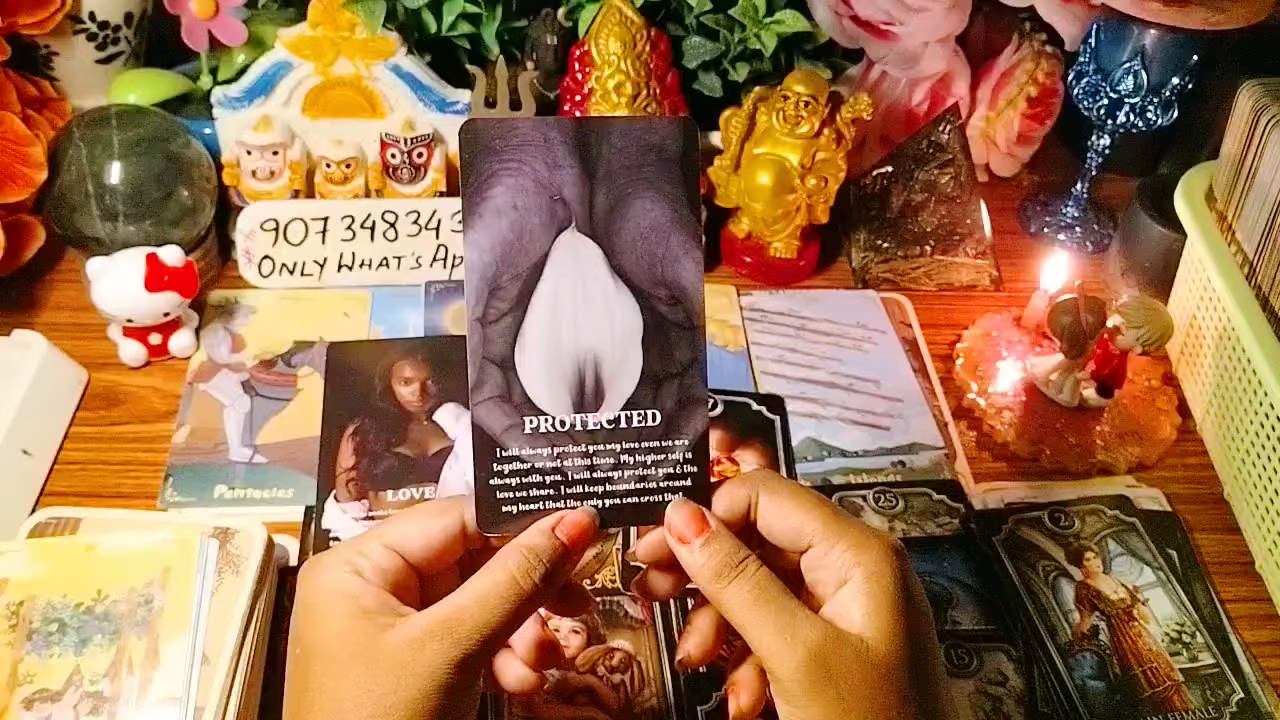 907348343
ONLY WHAT'S Ap
PROTECTED
I will always protect you my love even we are
together or not at this time. My higher self is
always with you. I will always protect you & the
love we share. I will keep boundaries around
my heart that the only you can cross that
Pentacles
LOVE
Islands
25
2
15